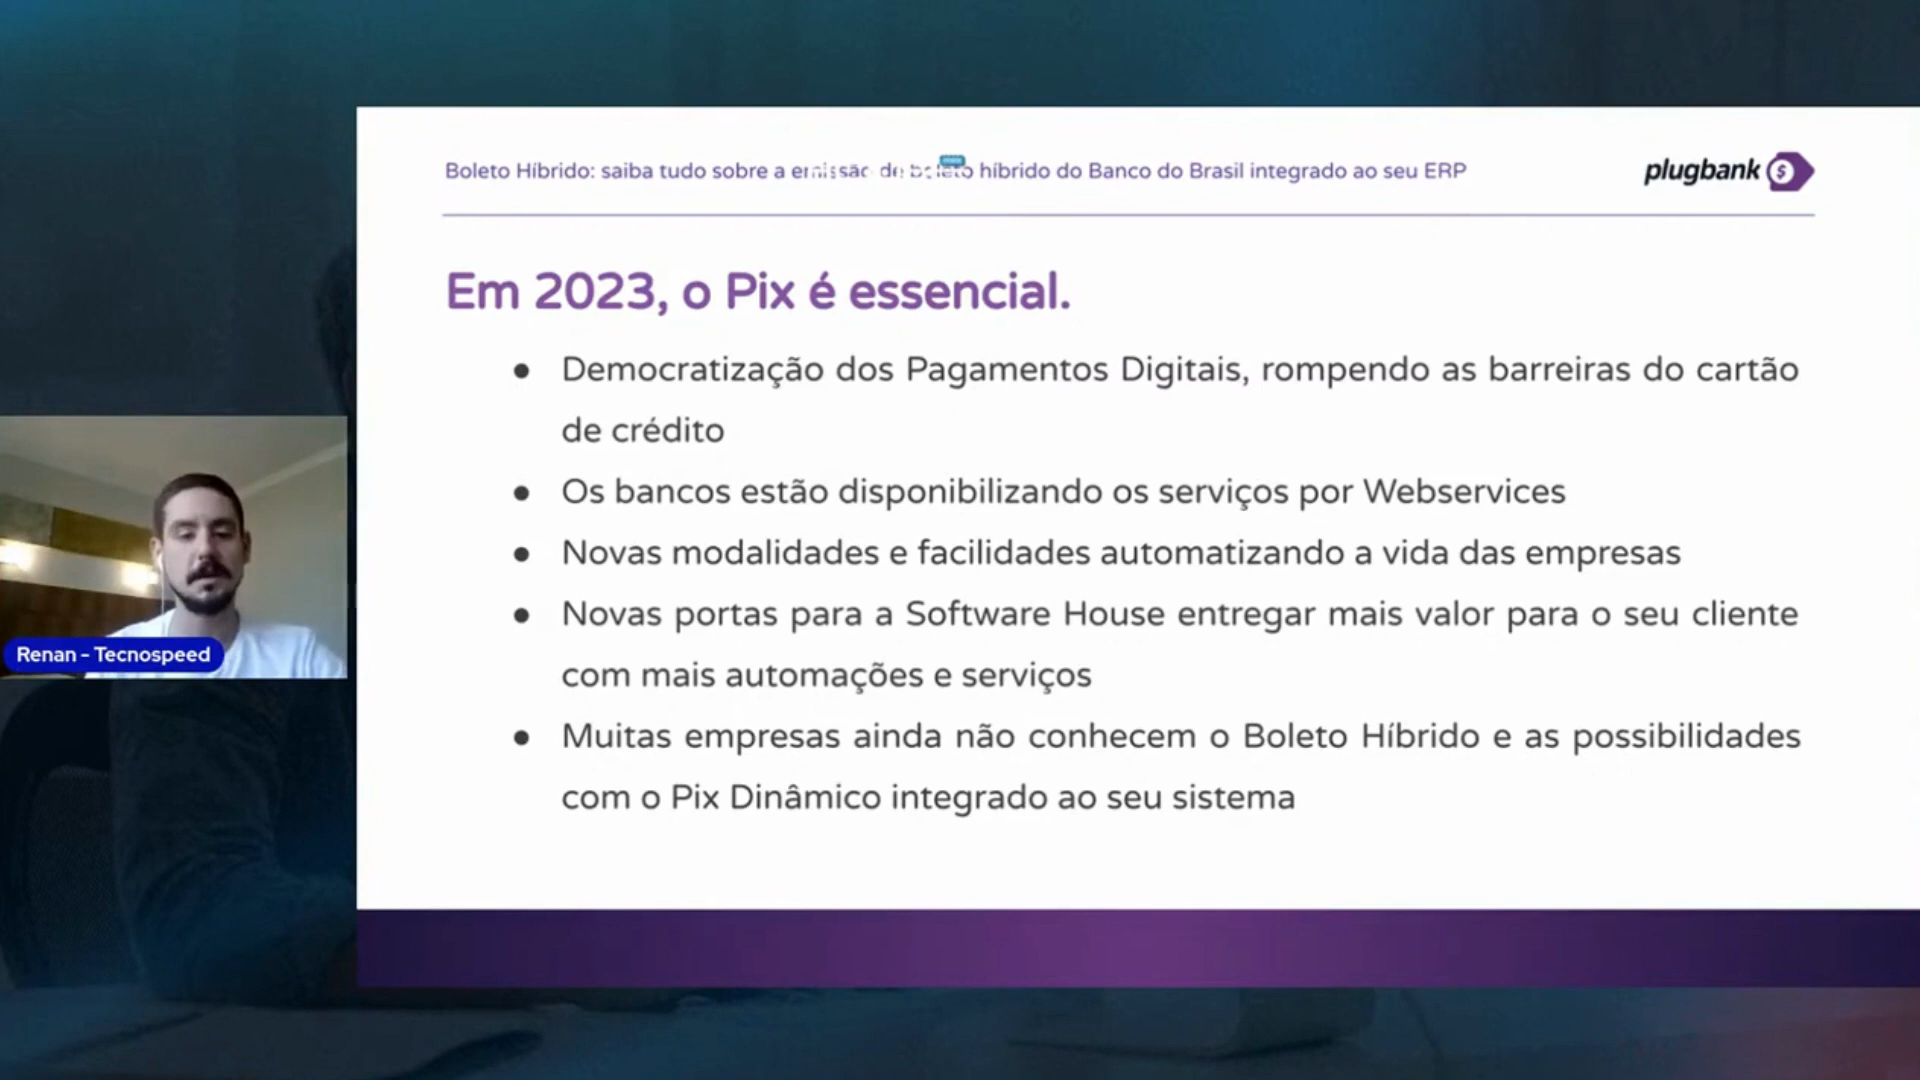 Boleto Híbrido: saiba tudo sobre a emissão de boleto híbrido do Banco do Brasil integrado ao seu ERP
plugbank
Em 2023, o Pix é essencial.
● Democratização dos Pagamentos Digitais, rompendo as barreiras do cartão
de crédito
● Os bancos estão disponibilizando os serviços por Webservices
● Novas modalidades e facilidades automatizando a vida das empresas
● Novas portas para a Software House entregar mais valor para o seu cliente
com mais automações e serviços
● Muitas empresas ainda não conhecem o Boleto Híbrido e as possibilidades
com o Pix Dinâmico integrado ao seu sistema
Renan - Tecnospeed